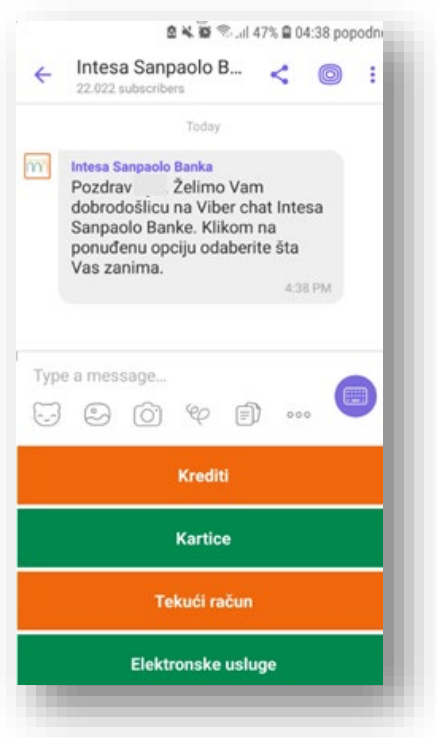 47% 04:38 popodn
Intesa Sanpaolo B...
22.022 subscribers
Today
Intesa Sanpaolo Banka
Pozdrav . Želimo Vam
dobrodošlicu na Viber chat Intesa
Sanpaolo Banke. Klikom na
ponuđenu opciju odaberite šta
Vas zanima.
4:38 PM
Type a message...
Krediti
Kartice
Tekući račun
Elektronske usluge